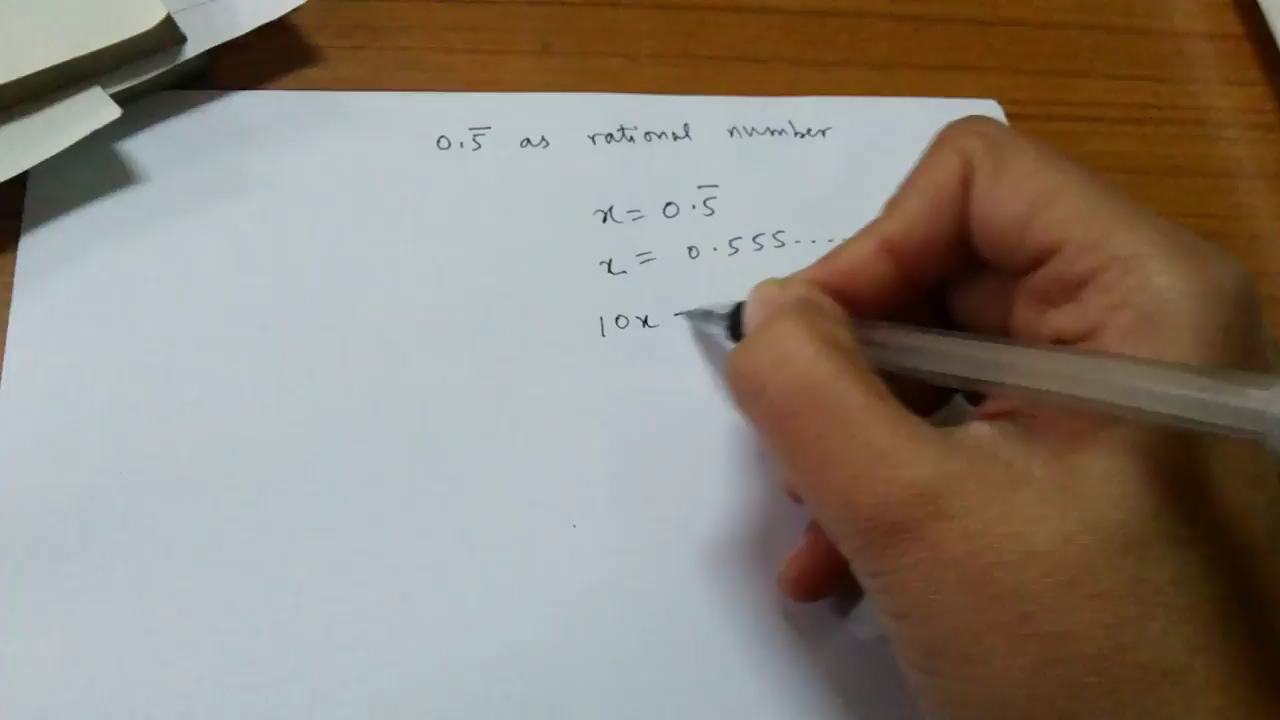 0.5̅ as rational number
x = 0.5̅
x = 0.555....
10x